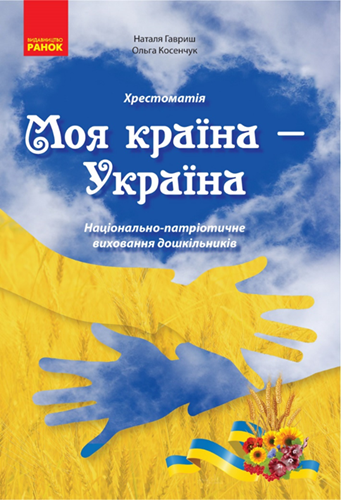 ВИДАВНИЦТВО
РАНОК
Наталя Гавриш
Ольга Косенчук
Хрестоматія
Моя країна –
Україна
Національно-патріотичне
виховання дошкільників